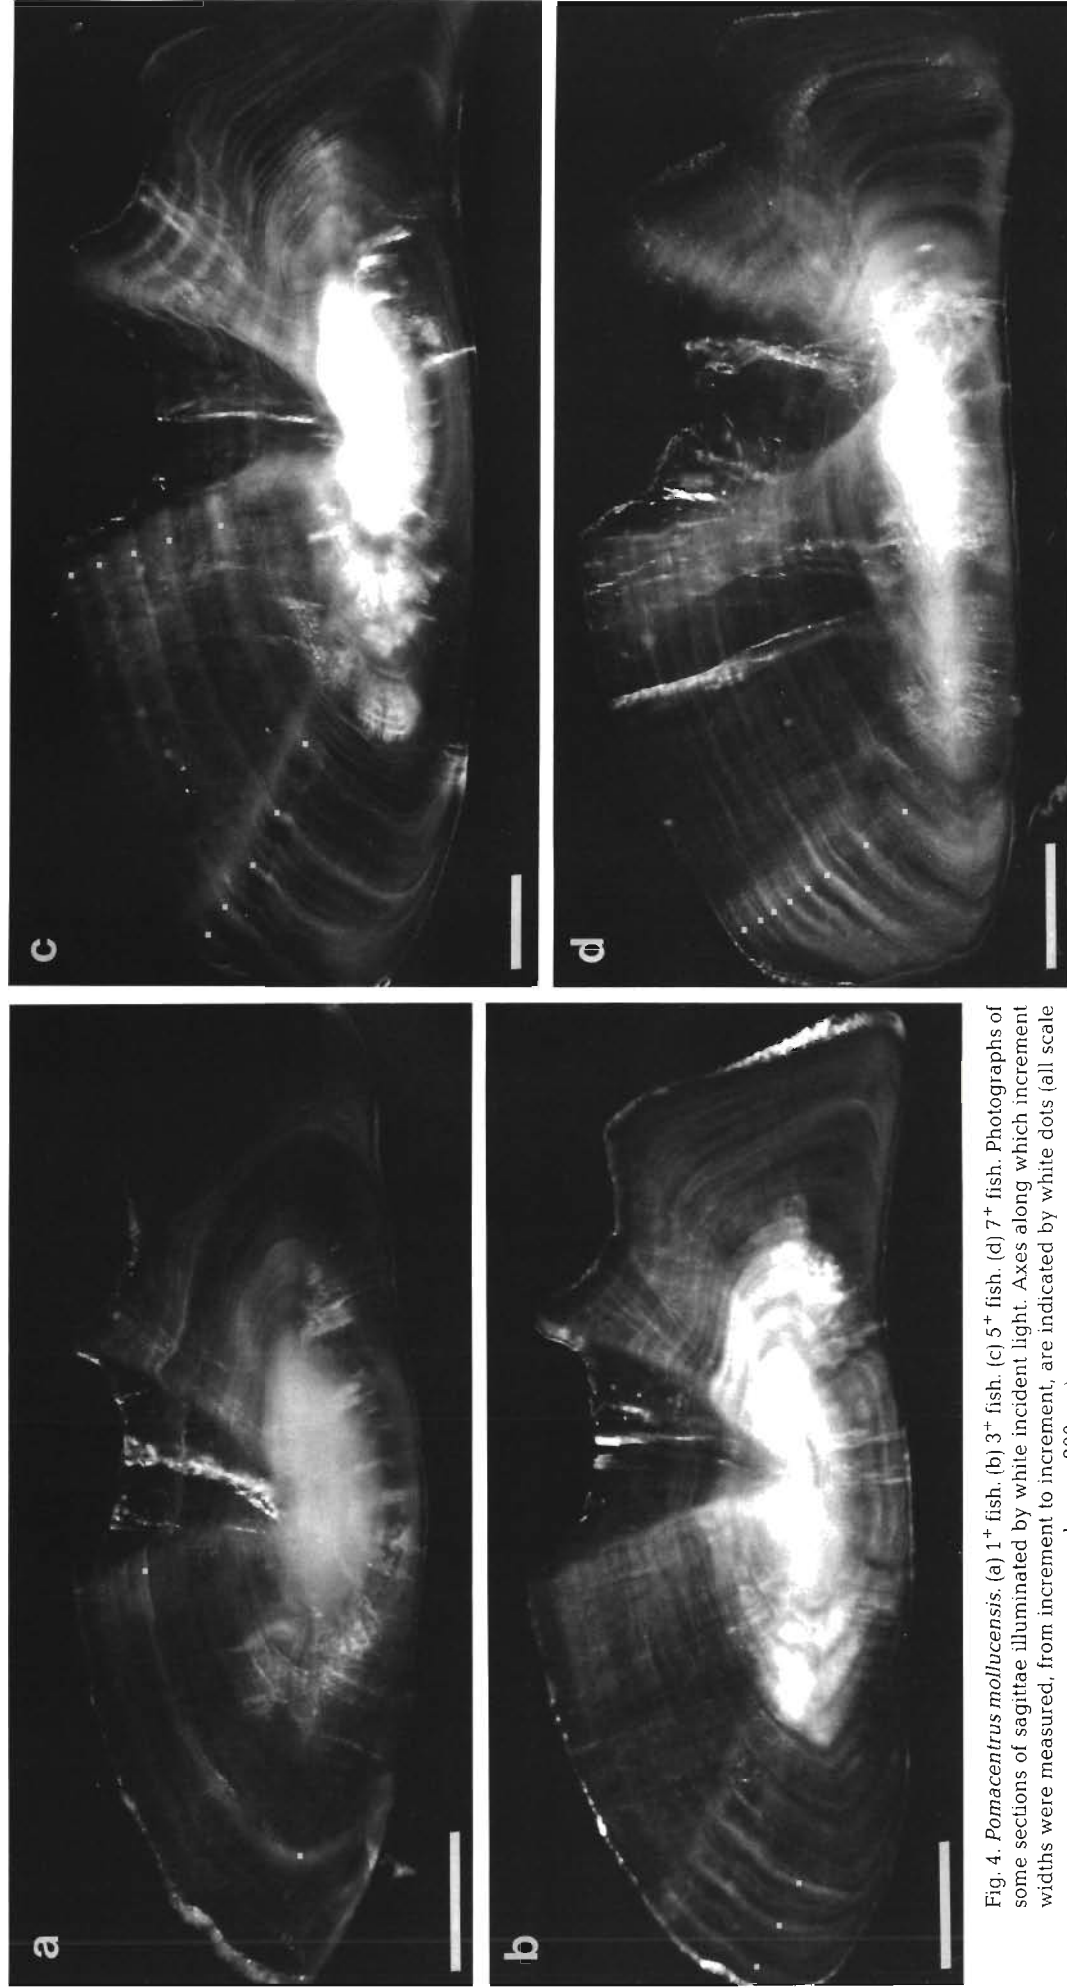 a
b
c
d
Fig. 4. Pomacentrus mollucensis. (a) 1+ fish. (b) 3+ fish. (c) 5+ fish. (d) 7+ fish. Photographs of
some sections of sagittae illuminated by white incident light. Axes along which increment
widths were measured, from increment to increment, are indicated by white dots (all scale